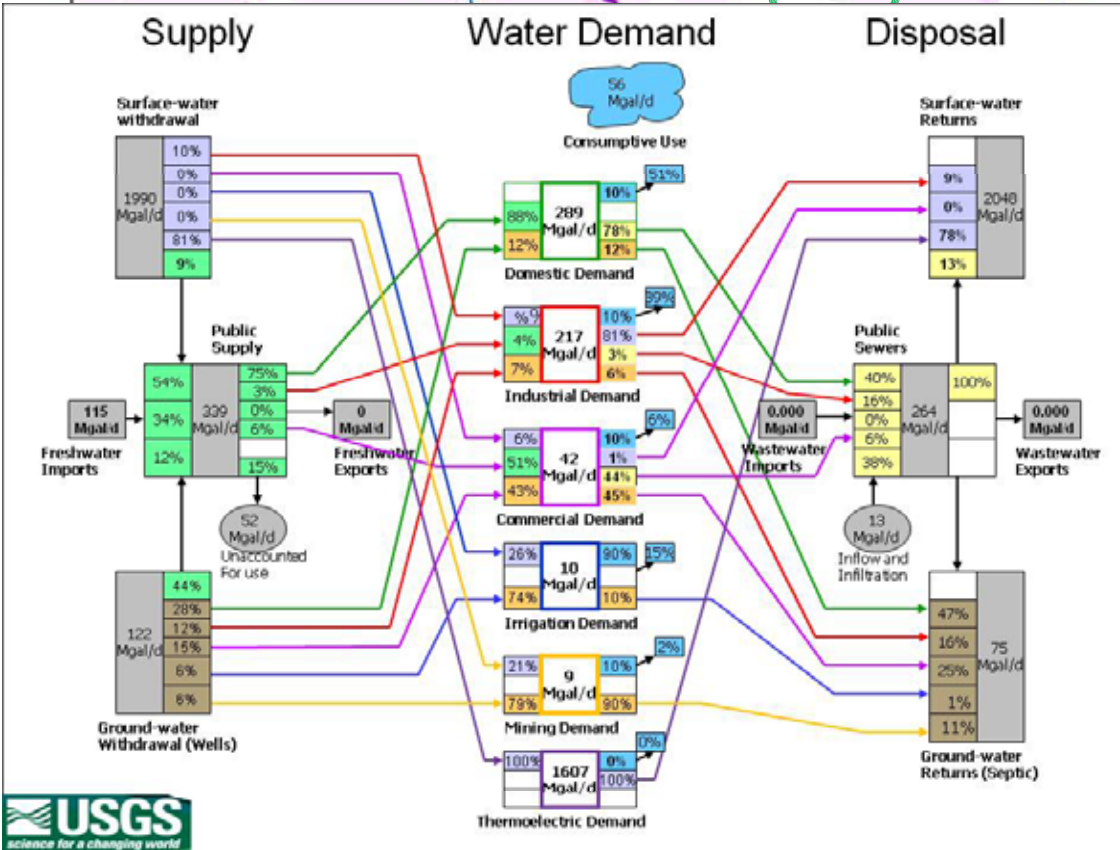 Supply
Water Demand
Disposal
56
Mgal/d
Consumptive Use
Surface-water
withdrawal
1990
Mgal/d
10%
0%
0%
0%
81%
9%
Public
Supply
54%
34%
12%
339
Mgal/d
75%
3%
0%
6%
15%
115
Mgal/d
Freshwater
Imports
0
Mgal/d
Freshwater
Exports
52
Mgal/d
Unaccounted
For use
122
Mgal/d
44%
28%
12%
15%
6%
6%
Ground-water
Withdrawal (Wells)
88%
12%
289
Mgal/d
10%
78%
12%
51%
Domestic Demand
4%
7%
217
Mgal/d
10%
81%
3%
6%
39%
Industrial Demand
6%
51%
43%
42
Mgal/d
10%
1%
44%
45%
6%
Commercial Demand
26%
74%
10
Mgal/d
90%
10%
15%
Irrigation Demand
21%
79%
9
Mgal/d
10%
90%
2%
Mining Demand
100%
1607
Mgal/d
0%
100%
0%
Thermoelectric Demand
Surface-water
Returns
9%
0%
78%
13%
2048
Mgal/d
Public
Sewers
40%
16%
0%
6%
38%
264
Mgal/d
100%
0.000
Mgal/d
Wastewater
Imports
0.000
Mgal/d
Wastewater
Exports
13
Mgal/d
Inflow and
Infiltration
47%
16%
25%
1%
11%
75
Mgal/d
Ground-water
Returns (Septic)
USGS
science for a changing world